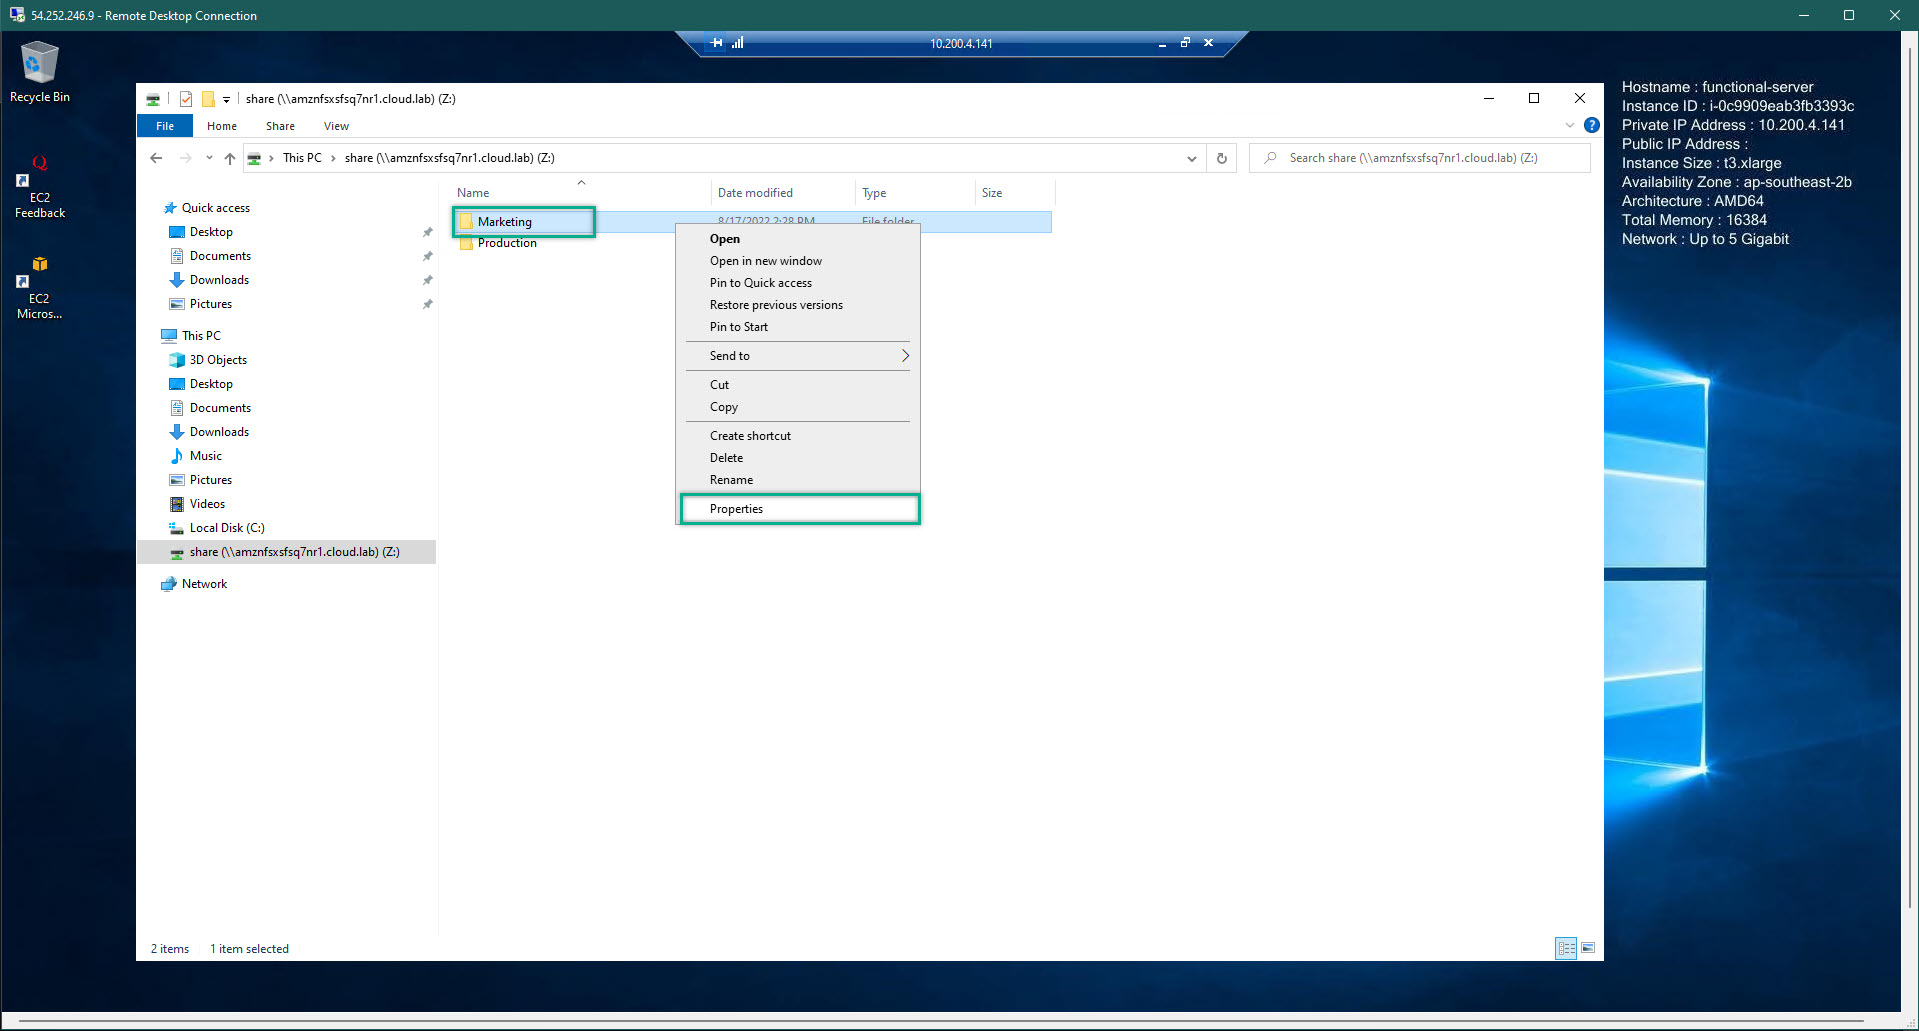 54.252.246.9 - Remote Desktop Connection
10.200.4.141
Recycle Bin
EC2
Feedback
EC2
Micros...
share (\\amznfsxsfsq7nr1.cloud.lab) (Z:)
File Home Share View
This PC share (\\amznfsxsfsq7nr1.cloud.lab) (Z:)
Search share (\\amznfsxsfsq7nr1.cloud.lab) (Z:)
Quick access
Desktop
Documents
Downloads
Pictures
This PC
3D Objects
Desktop
Documents
Downloads
Music
Pictures
Videos
Local Disk (C:)
share (\\amznfsxsfsq7nr1.cloud.lab) (Z:)
Network
Name Date modified Type Size
Marketing 8/17/2022 2:28 PM File folder
Production
Open
Open in new window
Pin to Quick access
Restore previous versions
Pin to Start
Send to
Cut
Copy
Create shortcut
Delete
Rename
Properties
2 items 1 item selected
Hostname : functional-server
Instance ID : i-0c9909eab3fb3393c
Private IP Address : 10.200.4.141
Public IP Address :
Instance Size : t3.xlarge
Availability Zone : ap-southeast-2b
Architecture : AMD64
Total Memory : 16384
Network : Up to 5 Gigabit